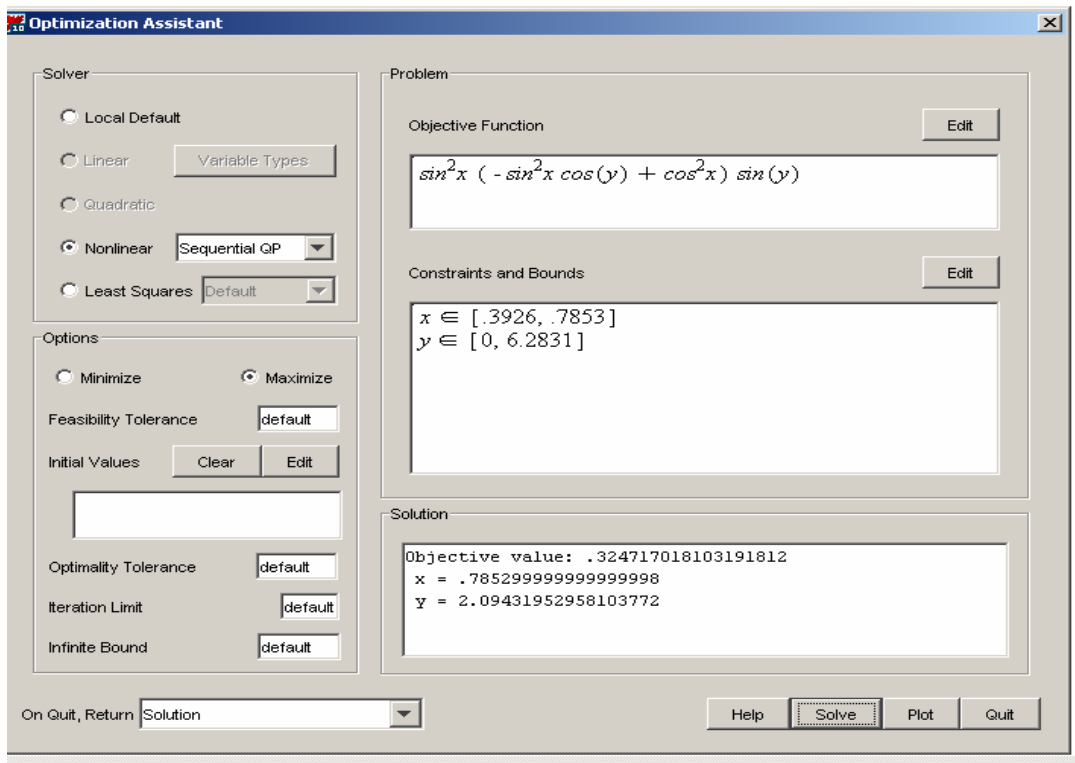 Optimization Assistant
Solver
Local Default
Linear Variable Types
Quadratic
Nonlinear Sequential QP
Least Squares Default
Options
Minimize Maximize
Feasibility Tolerance default
Initial Values Clear Edit
Optimality Tolerance default
Iteration Limit default
Infinite Bound default
Problem
Objective Function Edit
sin²x (-sin²x cos(y) + cos²x) sin(y)
Constraints and Bounds Edit
x ∈ [.3926, .7853]
y ∈ [0, 6.2831]
Solution
Objective value: .324717018103191812
x = .785299999999999998
y = 2.09431952958103772
On Quit, Return Solution Help Solve Plot Quit